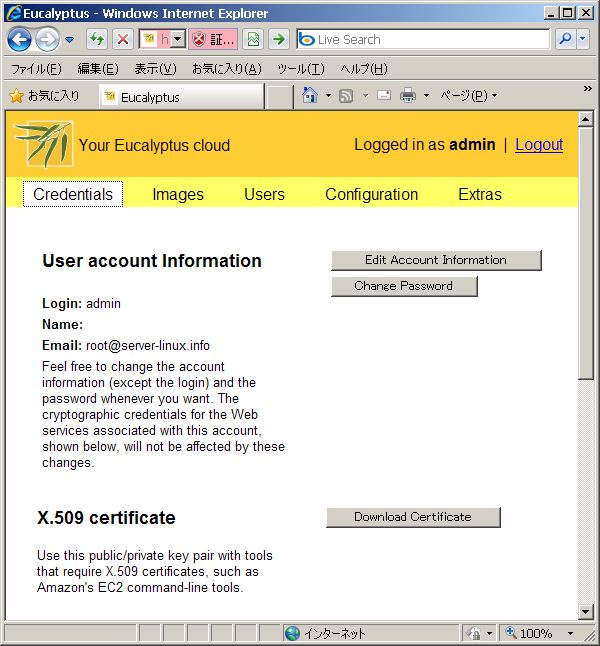 Eucalyptus - Windows Internet Explorer
h 証... Live Search
ファイル(F) 編集(E) 表示(V) お気に入り(A) ツール(T) ヘルプ(H)
お気に入り Eucalyptus ページ(P)
Your Eucalyptus cloud Logged in as admin | Logout
Credentials Images Users Configuration Extras
User account Information Edit Account Information
Change Password
Login: admin
Name:
Email: root@server-linux.info
Feel free to change the account
information (except the login) and the
password whenever you want. The
cryptographic credentials for the Web
services associated with this account,
shown below, will not be affected by these
changes.
X.509 certificate Download Certificate
Use this public/private key pair with tools
that require X.509 certificates, such as
Amazon's EC2 command-line tools.
インターネット 100%